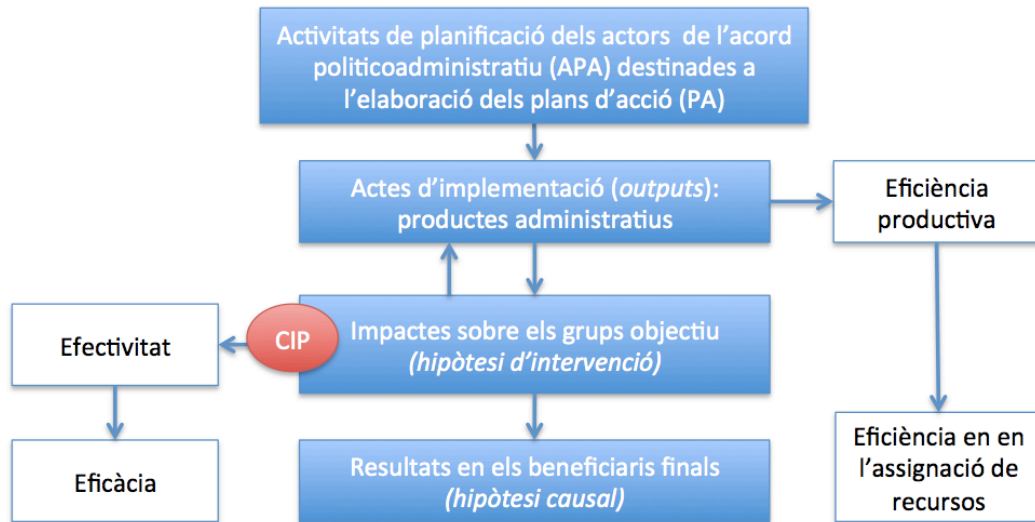 Activitats de planificació dels actors de l’acord
politicoadministratiu (APA) destinades a
l’elaboració dels plans d’acció (PA)
Actes d’implementació (outputs):
productes administratius
Eficiència
productiva
Efectivitat
CIP
Impactes sobre els grups objectiu
(hipòtesi d’intervenció)
Eficàcia
Resultats en els beneficiaris finals
(hipòtesi causal)
Eficiència en en
l’assignació de
recursos